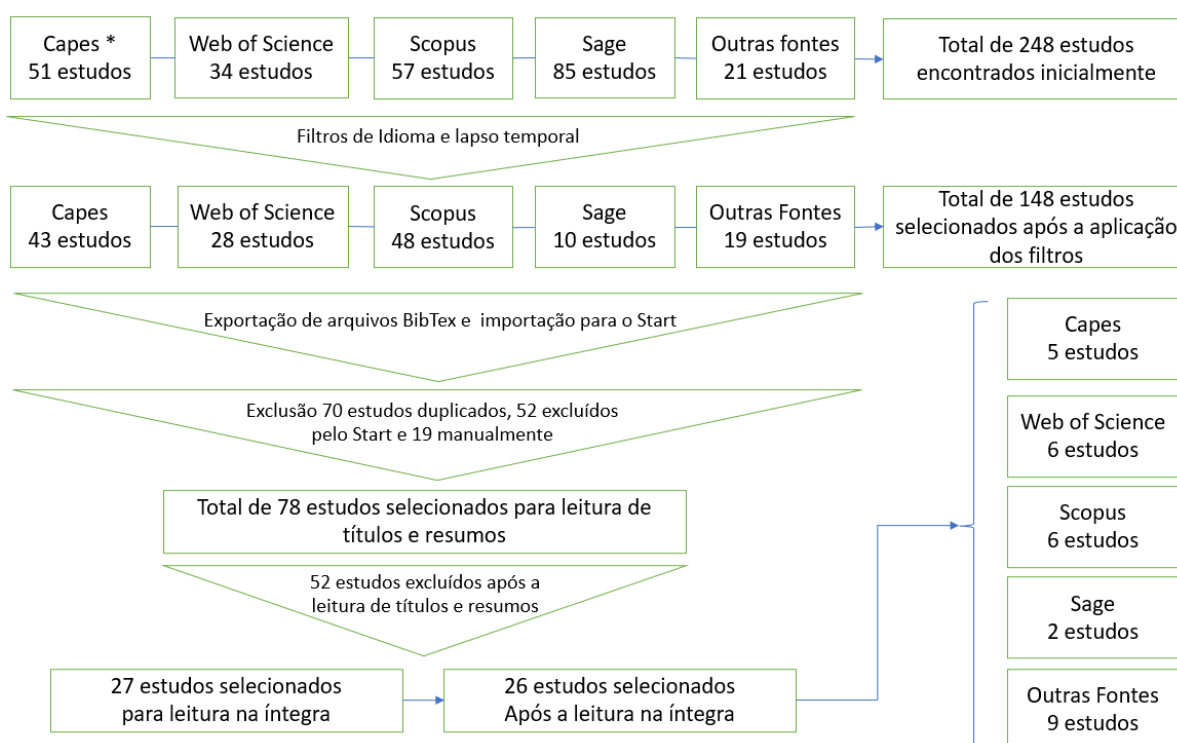 Capes *
51 estudos
Web of Science
34 estudos
Scopus
57 estudos
Sage
85 estudos
Outras fontes
21 estudos
Total de 248 estudos
encontrados inicialmente
Filtros de Idioma e lapso temporal
Capes
43 estudos
Web of Science
28 estudos
Scopus
48 estudos
Sage
10 estudos
Outras Fontes
19 estudos
Total de 148 estudos
selecionados após a aplicação
dos filtros
Exportação de arquivos BibTex e importação para o Start
Exclusão 70 estudos duplicados, 52 excluídos
pelo Start e 19 manualmente
Total de 78 estudos selecionados para leitura de
títulos e resumos
52 estudos excluídos após a
leitura de títulos e resumos
27 estudos selecionados
para leitura na íntegra
26 estudos selecionados
Após a leitura na íntegra
Capes
5 estudos
Web of Science
6 estudos
Scopus
6 estudos
Sage
2 estudos
Outras Fontes
9 estudos